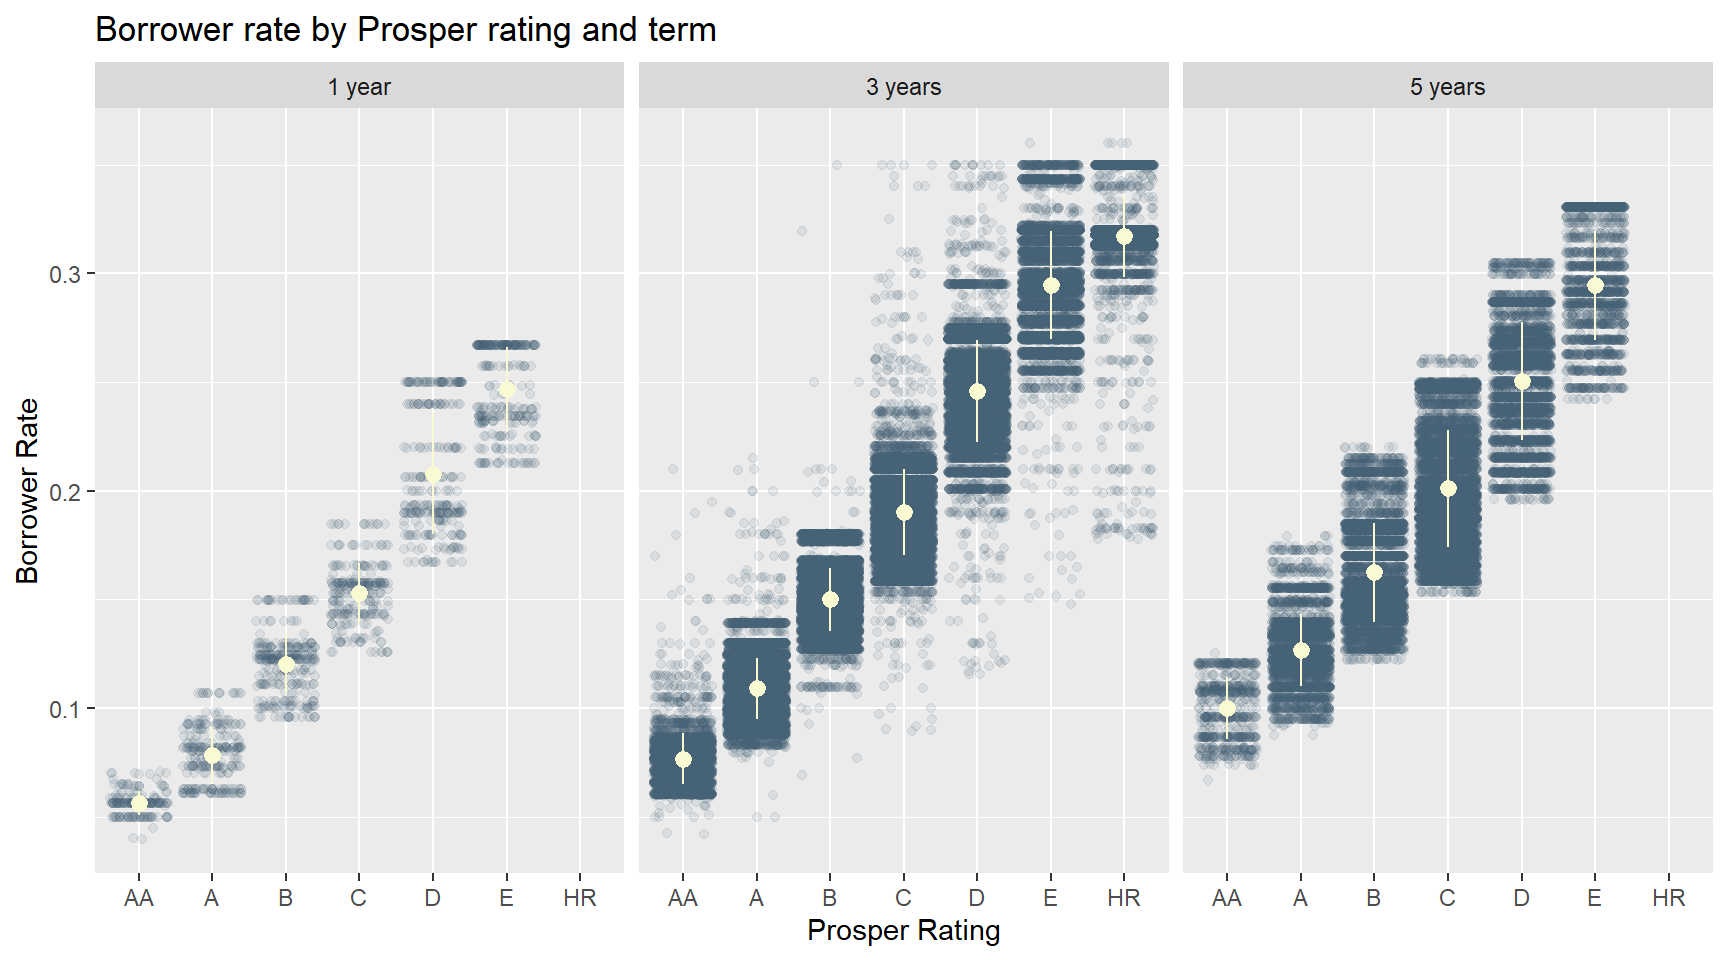 Borrower rate by Prosper rating and term
1 year
3 years
5 years
Borrower Rate
0.3
0.2
0.1
AA A B C D E HR
AA A B C D E HR
AA A B C D E HR
Prosper Rating